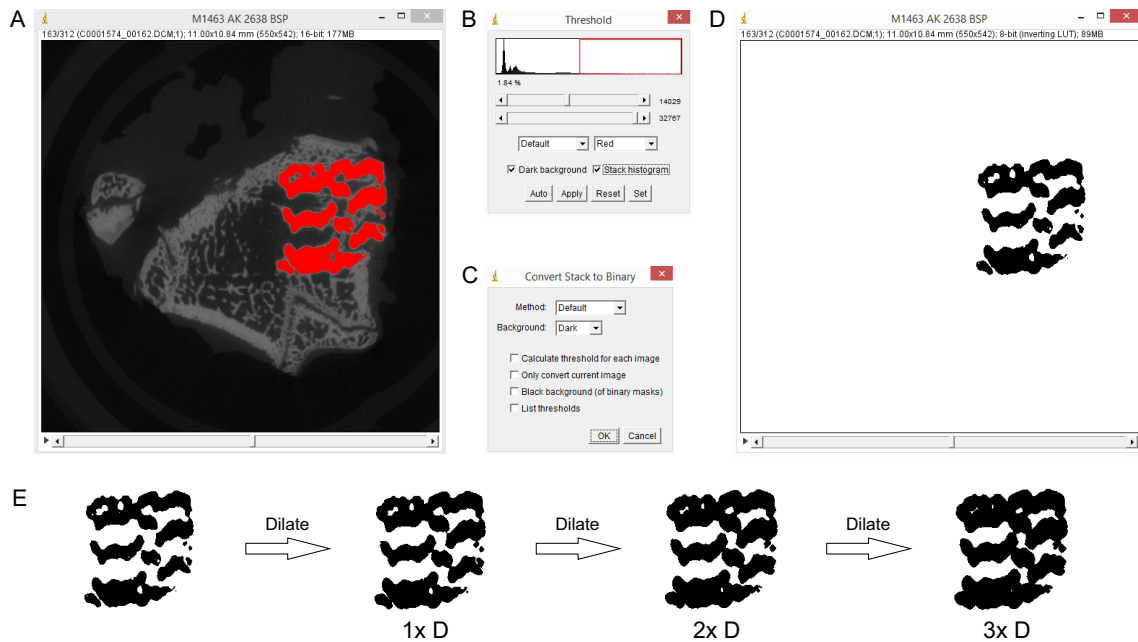 A
M1463 AK 2638 BSP
163/312 (C0001574_00162.DCM;1); 11.00x10.84 mm (550x542); 16-bit; 177MB
B
Threshold
1.84 %
14029
32767
Default
Red
Dark background
Stack histogram
Auto
Apply
Reset
Set
C
Convert Stack to Binary
Method:
Default
Background:
Dark
Calculate threshold for each image
Only convert current image
Black background (of binary masks)
List thresholds
OK
Cancel
D
M1463 AK 2638 BSP
163/312 (C0001574_00162.DCM;1); 11.00x10.84 mm (550x542); 8-bit (inverting LUT); 89MB
E
Dilate
Dilate
Dilate
1x D
2x D
3x D